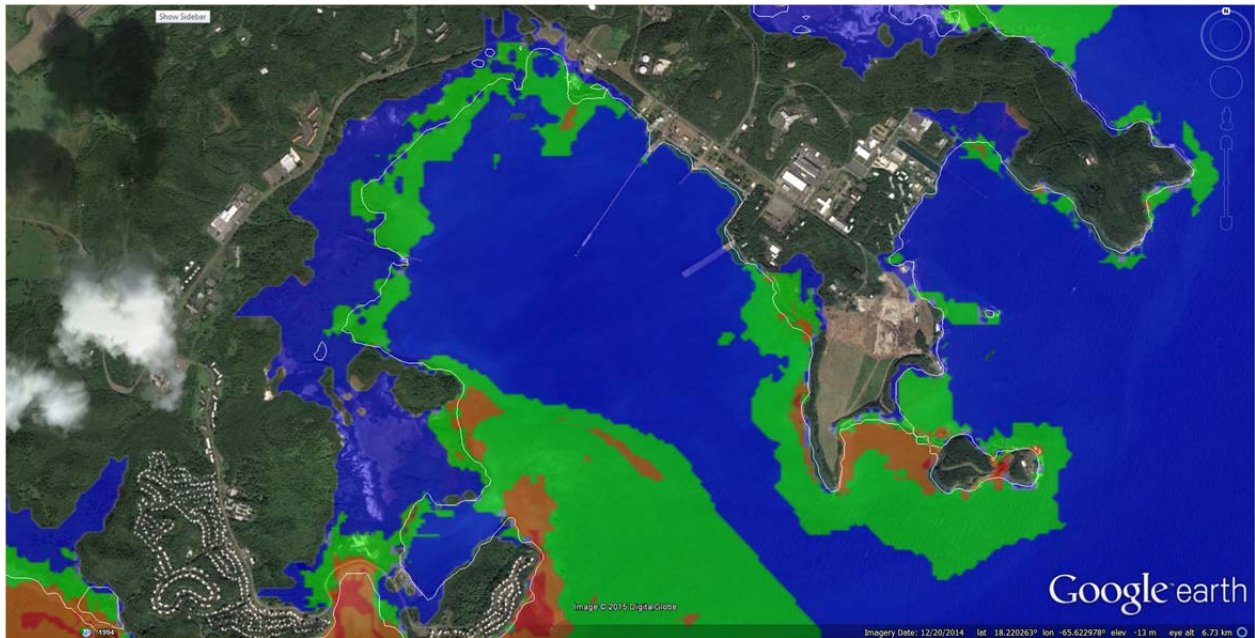 Show Sidebar
N
Image © 2015 DigitalGlobe
Google earth
1994
Imagery Date: 12/20/2014 lat 18.220263° lon -65.622978° elev -13 m eye alt 6.73 km